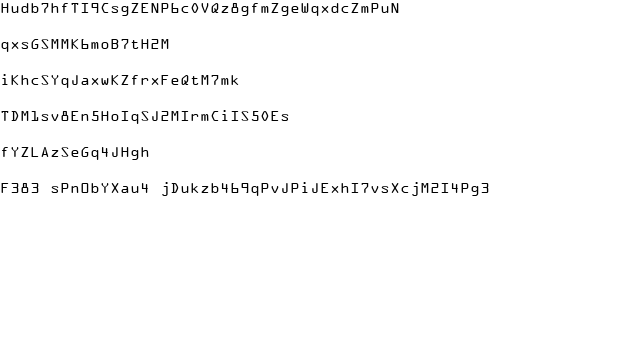 Hudb7hfTI9CsgZENP6c0VQz8gfmZgeWqxdcZmPuN
qxsGSMMK6moB7tH2M
iKhcSYqJaxwKZfrxFeQtM7mk
TDM1sv8En5HoIqSJ2MIrmCiIS50Es
fYZLAzSeGq4JHgh
F383 sPnObYXau4 jDukzb469qPvJPiJExhI7vsXcjM2I4Pg3